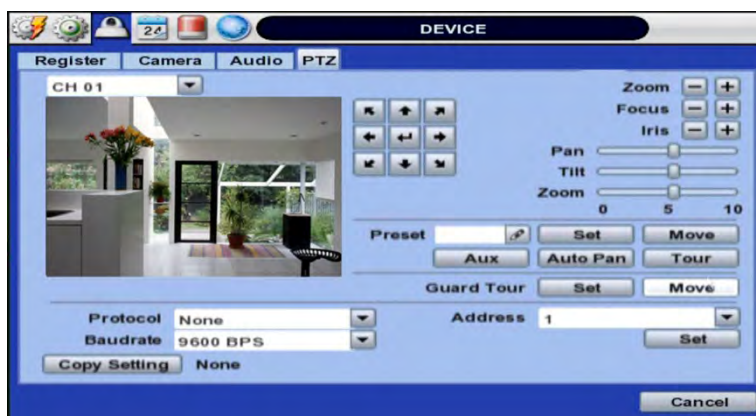 24
DEVICE
Register Camera Audio PTZ
CH 01
Zoom - +
Focus - +
Iris - +
Pan
Tilt
Zoom
0 5 10
Preset Set Move
Aux Auto Pan Tour
Guard Tour Set Move
Protocol None Address 1
Baudrate 9600 BPS Set
Copy Setting None
Cancel